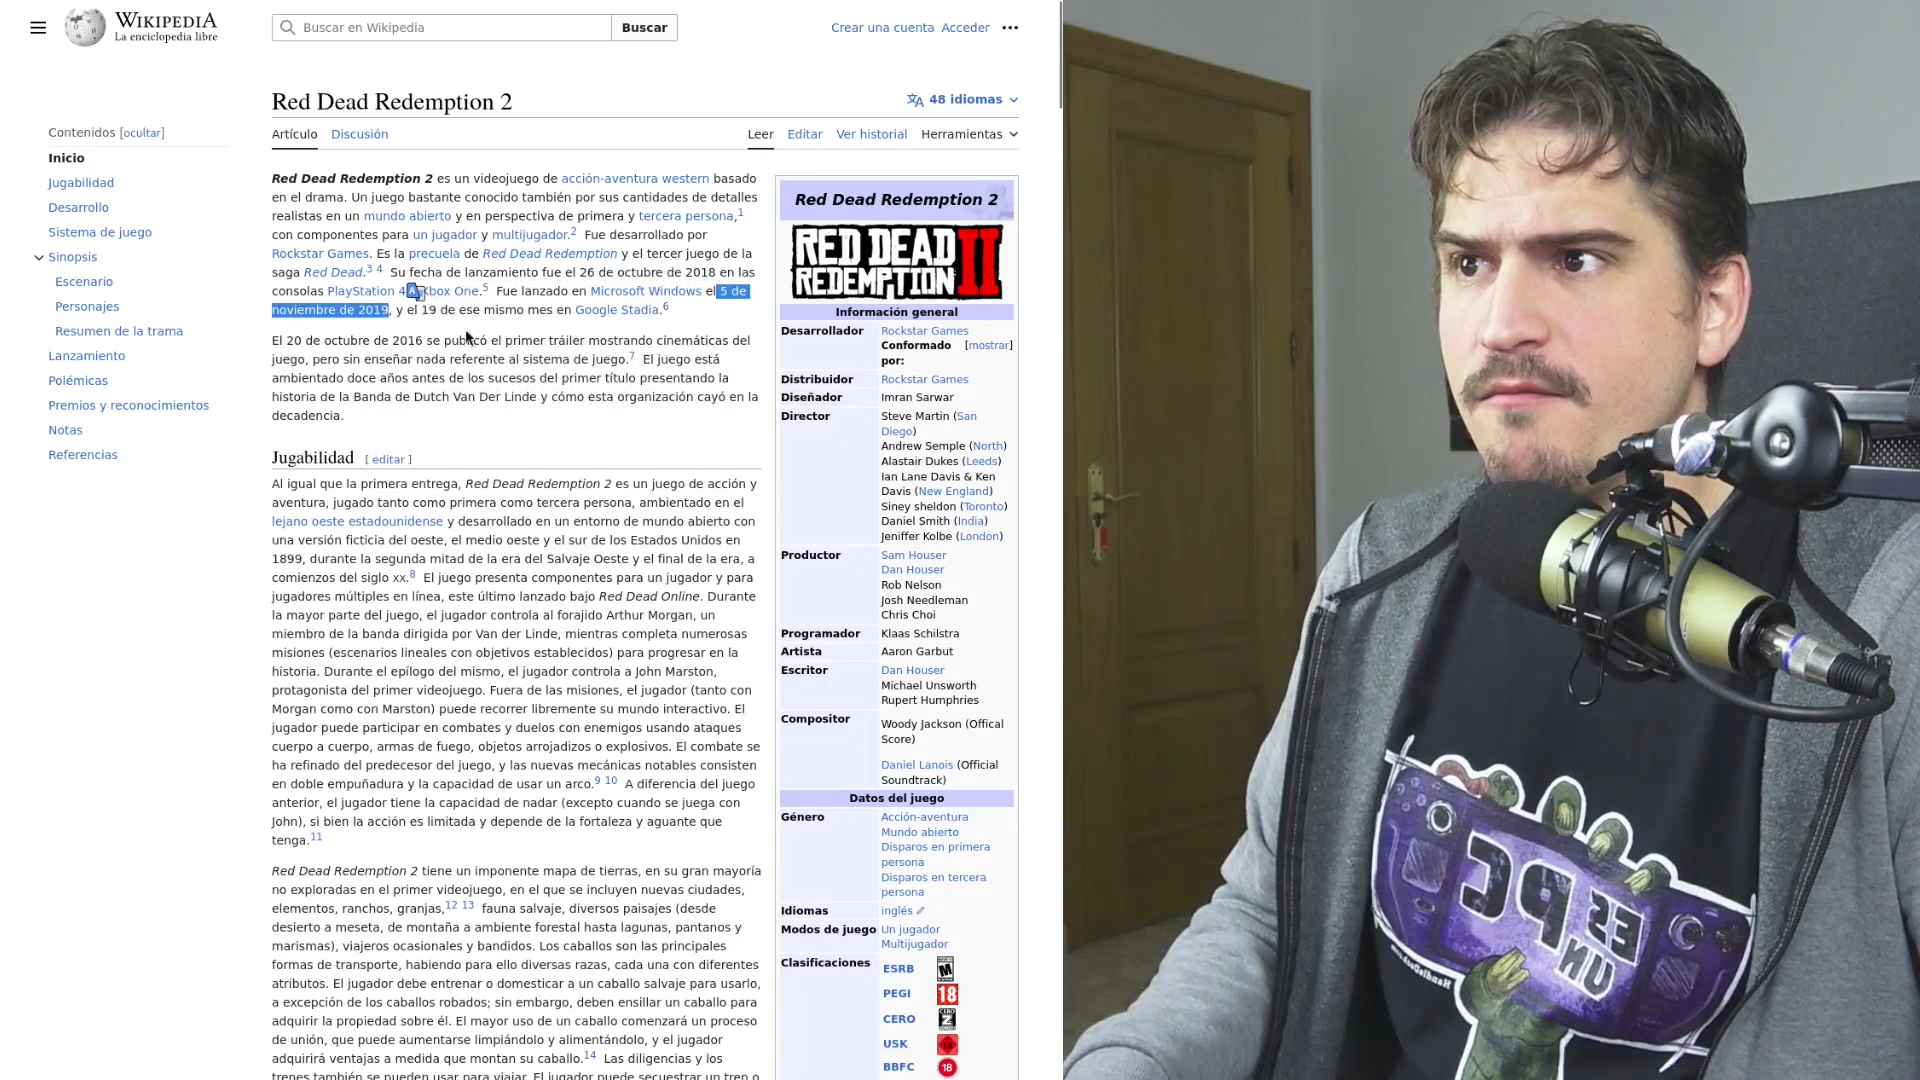 WIKIPEDIA
La enciclopedia libre
Buscar en Wikipedia
Buscar
Crear una cuenta Acceder
Red Dead Redemption 2
48 idiomas
Artículo Discusión
Leer Editar Ver historial Herramientas
Contenidos [ocultar]
Inicio
Jugabilidad
Desarrollo
Sistema de juego
Sinopsis
Escenario
Personajes
Resumen de la trama
Lanzamiento
Polémicas
Premios y reconocimientos
Notas
Referencias
Red Dead Redemption 2 es un videojuego de acción-aventura western basado
en el drama. Un juego bastante conocido también por sus cantidades de detalles
realistas en un mundo abierto y en perspectiva de primera y tercera persona,1
con componentes para un jugador y multijugador.2 Fue desarrollado por
Rockstar Games. Es la precuela de Red Dead Redemption y el tercer juego de la
saga Red Dead.3 4 Su fecha de lanzamiento fue el 26 de octubre de 2018 en las
consolas PlayStation 4 Xbox One.5 Fue lanzado en Microsoft Windows el 5 de
noviembre de 2019, y el 19 de ese mismo mes en Google Stadia.6
El 20 de octubre de 2016 se publicó el primer tráiler mostrando cinemáticas del
juego, pero sin enseñar nada referente al sistema de juego.7 El juego está
ambientado doce años antes de los sucesos del primer título presentando la
historia de la Banda de Dutch Van Der Linde y cómo esta organización cayó en la
decadencia.
Jugabilidad [ editar ]
Al igual que la primera entrega, Red Dead Redemption 2 es un juego de acción y
aventura, jugado tanto como primera como tercera persona, ambientado en el
lejano oeste estadounidense y desarrollado en un entorno de mundo abierto con
una versión ficticia del oeste, el medio oeste y el sur de los Estados Unidos en
1899, durante la segunda mitad de la era del Salvaje Oeste y el final de la era, a
comienzos del siglo XX.8 El juego presenta componentes para un jugador y para
jugadores múltiples en línea, este último lanzado bajo Red Dead Online. Durante
la mayor parte del juego, el jugador controla al forajido Arthur Morgan, un
miembro de la banda dirigida por Van der Linde, mientras completa numerosas
misiones (escenarios lineales con objetivos establecidos) para progresar en la
historia. Durante el epílogo del mismo, el jugador controla a John Marston,
protagonista del primer videojuego. Fuera de las misiones, el jugador (tanto con
Morgan como con Marston) puede recorrer libremente su mundo interactivo. El
jugador puede participar en combates y duelos con enemigos usando ataques
cuerpo a cuerpo, armas de fuego, objetos arrojadizos o explosivos. El combate se
ha refinado del predecesor del juego, y las nuevas mecánicas notables consisten
en doble empuñadura y la capacidad de usar un arco.9 10 A diferencia del juego
anterior, el jugador tiene la capacidad de nadar (excepto cuando se juega con
John), si bien la acción es limitada y depende de la fortaleza y aguante que
tenga.11
Red Dead Redemption 2 tiene un imponente mapa de tierras, en su gran mayoría
no exploradas en el primer videojuego, en el que se incluyen nuevas ciudades,
elementos, ranchos, granjas,12 13 fauna salvaje, diversos paisajes (desde
desierto a meseta, de montaña a ambiente forestal hasta lagunas, pantanos y
marismas), viajeros ocasionales y bandidos. Los caballos son las principales
formas de transporte, habiendo para ello diversas razas, cada una con diferentes
atributos. El jugador debe entrenar o domesticar a un caballo salvaje para usarlo,
a excepción de los caballos robados; sin embargo, deben ensillar un caballo para
adquirir la propiedad sobre él. El mayor uso de un caballo comenzará un proceso
de unión, que puede aumentarse limpiándolo y alimentándolo, y el jugador
adquirirá ventajas a medida que montan su caballo.14 Las diligencias y los
trenes también se pueden usar para viajar. El jugador puede secuestrar un tren o
Red Dead Redemption 2
RED DEAD
REDEMPTION II
Información general
Desarrollador Rockstar Games
Conformado [mostrar]
por:
Distribuidor Rockstar Games
Diseñador Imran Sarwar
Director Steve Martin (San
Diego)
Andrew Semple (North)
Alastair Dukes (Leeds)
Ian Lane Davis & Ken
Davis (New England)
Siney sheldon (Toronto)
Daniel Smith (India)
Jeniffer Kolbe (London)
Productor Sam Houser
Dan Houser
Rob Nelson
Josh Needleman
Chris Choi
Programador Klaas Schilstra
Artista Aaron Garbut
Escritor Dan Houser
Michael Unsworth
Rupert Humphries
Compositor Woody Jackson (Offical
Score)
Daniel Lanois (Official
Soundtrack)
Datos del juego
Género Acción-aventura
Mundo abierto
Disparos en primera
persona
Disparos en tercera
persona
Idiomas inglés
Modos de juego Un jugador
Multijugador
Clasificaciones ESRB M
PEGI 18
CERO Z
USK
BBFC 18
ES
UN PC